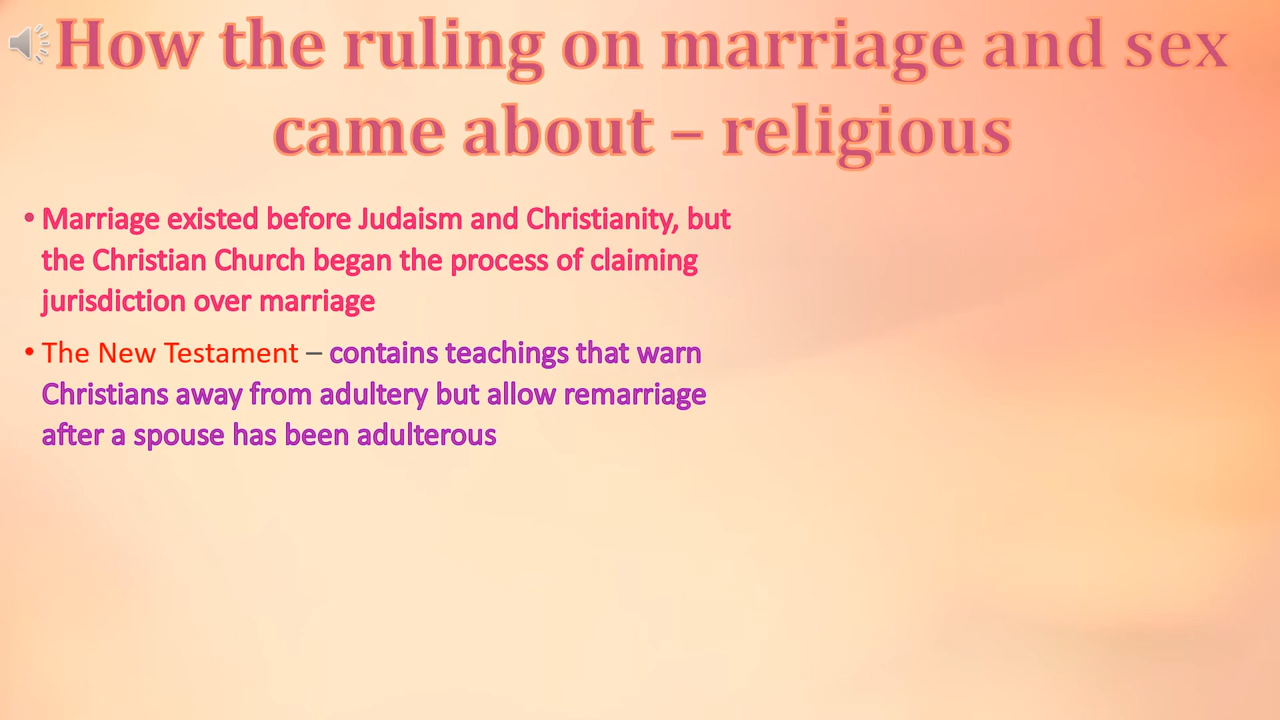 How the ruling on marriage and sex
came about – religious
• Marriage existed before Judaism and Christianity, but
the Christian Church began the process of claiming
jurisdiction over marriage
• The New Testament – contains teachings that warn
Christians away from adultery but allow remarriage
after a spouse has been adulterous